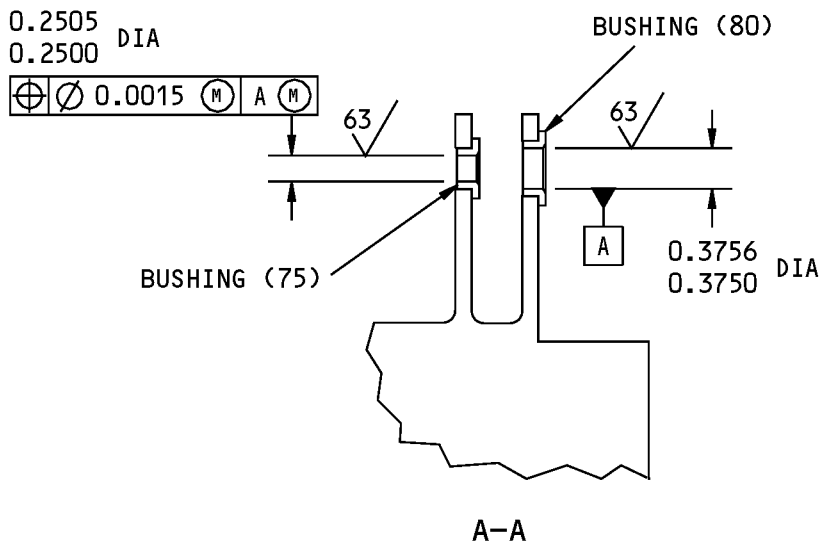 0.2505
0.2500 DIA
⌖ ⌀ 0.0015 Ⓜ A Ⓜ
BUSHING (80)
63
63
A
BUSHING (75)
0.3756
0.3750 DIA
A-A